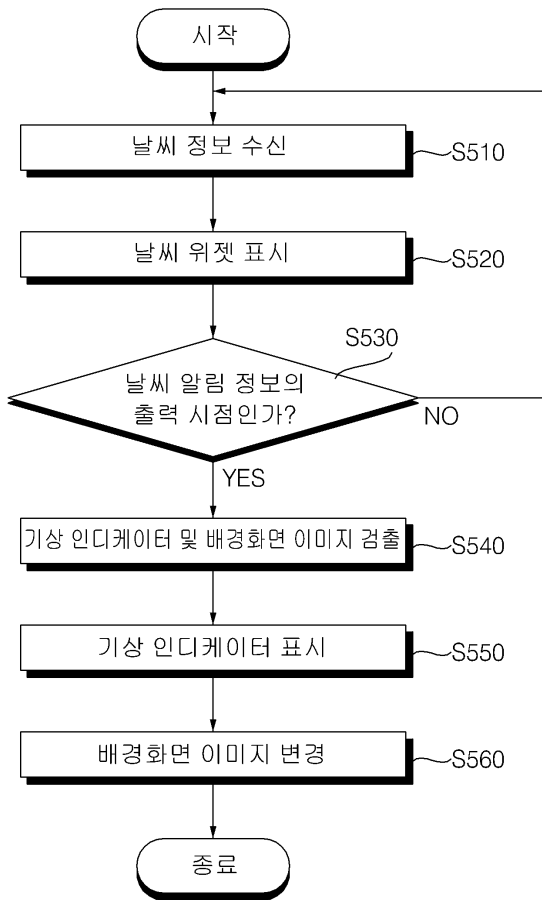 시작
날씨 정보 수신
S510
날씨 위젯 표시
S520
S530
날씨 알림 정보의
출력 시점인가?
NO
YES
기상 인디케이터 및 배경화면 이미지 검출
S540
기상 인디케이터 표시
S550
배경화면 이미지 변경
S560
종료